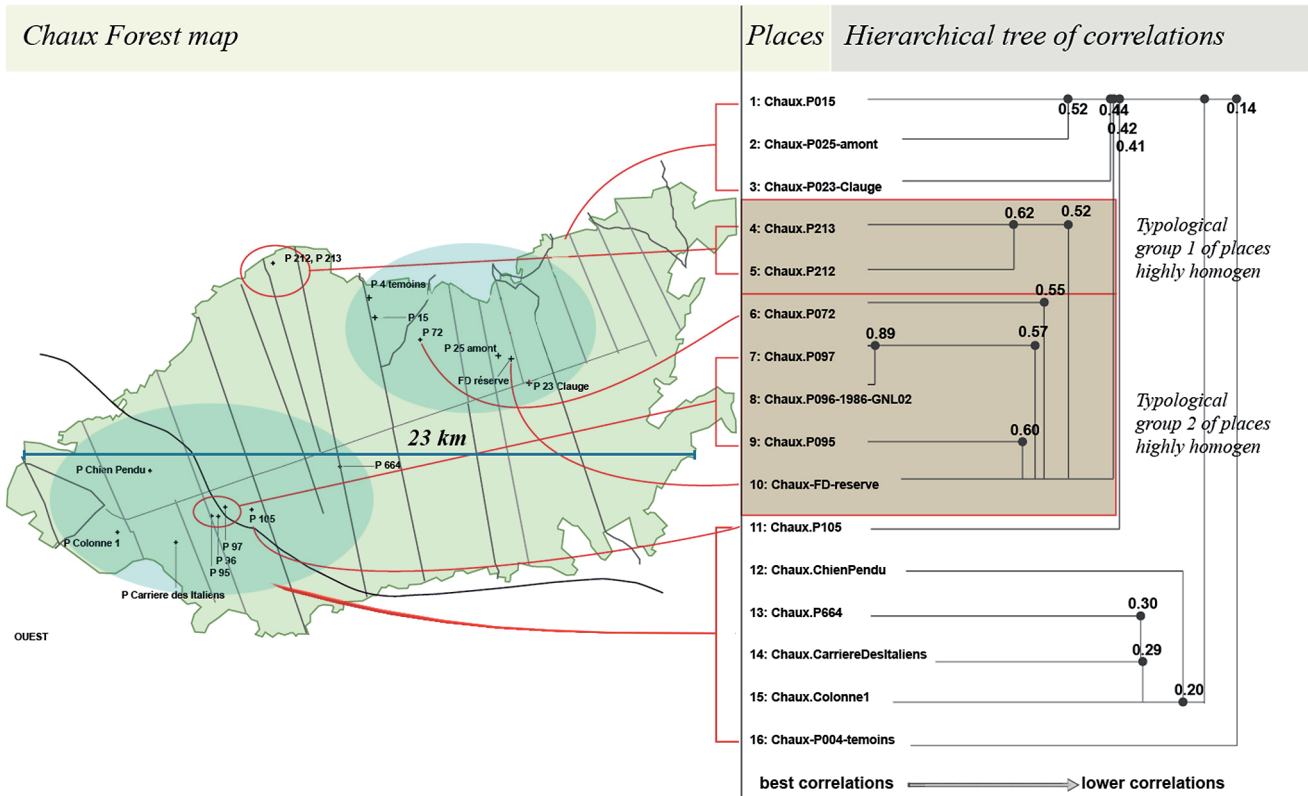 Chaux Forest map
Places
Hierarchical tree of correlations
P 212, P 213
P 4 temoins
P 15
P 72
P 25 amont
FD réserve
P 23 Clauge
23 km
P Chien Pendu
P 664
P 105
P Colonne 1
P 97
P 96
P 95
P Carriere des Italiens
OUEST
1: Chaux.P015
2: Chaux-P025-amont
3: Chaux-P023-Clauge
4: Chaux.P213
5: Chaux.P212
6: Chaux.P072
7: Chaux.P097
8: Chaux.P096-1986-GNL02
9: Chaux.P095
10: Chaux-FD-reserve
11: Chaux.P105
12: Chaux.ChienPendu
13: Chaux.P664
14: Chaux.CarriereDesItaliens
15: Chaux.Colonne1
16: Chaux-P004-temoins
0.52
0.44
0.14
0.42
0.41
0.62
0.52
0.55
0.89
0.57
0.60
0.30
0.29
0.20
Typological
group 1 of places
highly homogen
Typological
group 2 of places
highly homogen
best correlations
lower correlations